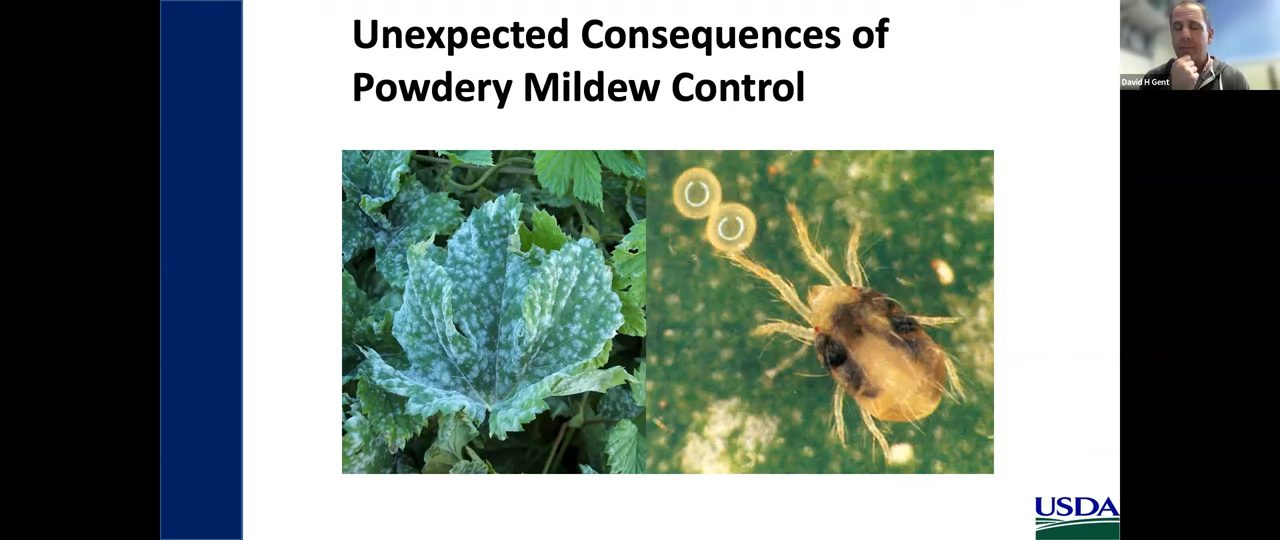 Unexpected Consequences of
Powdery Mildew Control
David H Gent
USDA